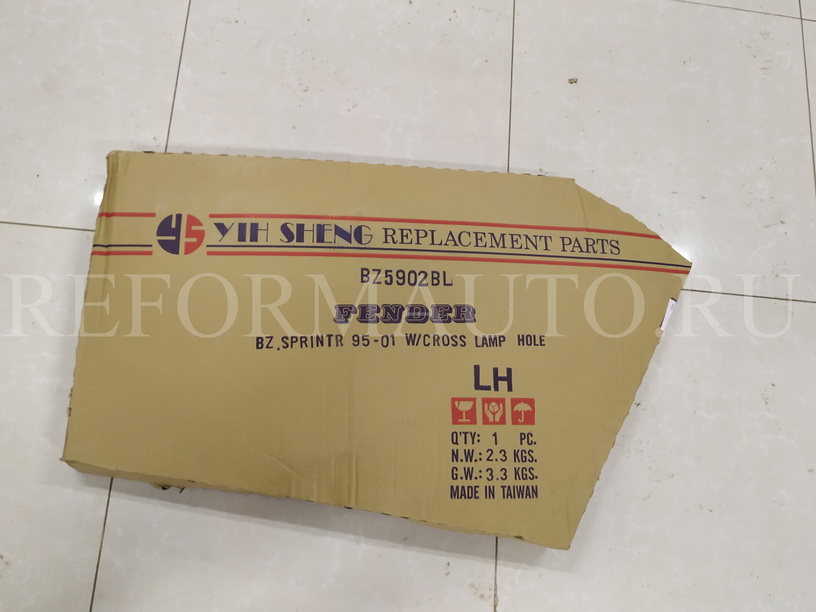 YS YIH SHENG REPLACEMENT PARTS
BZ5902BL
FENDER
BZ.SPRINTR 95-01 W/CROSS LAMP HOLE
LH
Q'TY: 1 PC.
N.W.: 2.3 KGS.
G.W.: 3.3 KGS.
MADE IN TAIWAN
REFORMAUTO.RU